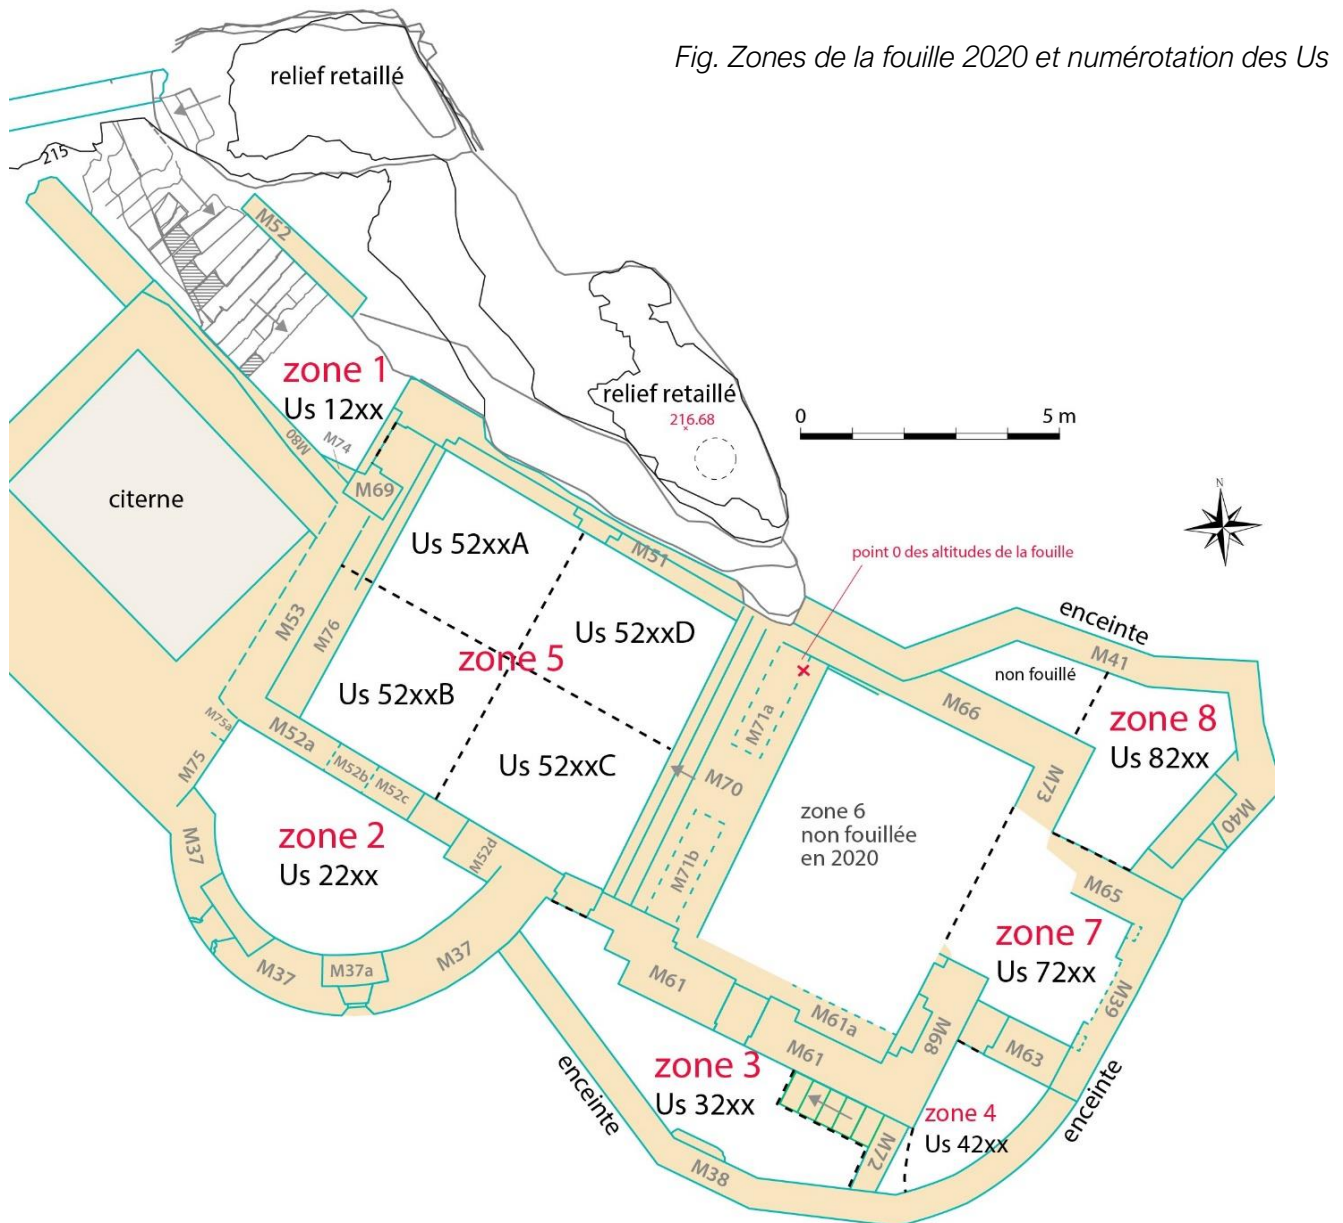 Fig. Zones de la fouille 2020 et numérotation des Us
relief retaillé
215
M52
relief retaillé
216.68
0
5 m
zone 1
Us 12xx
M80
M74
M69
citerne
N
Us 52xxA
M51
point 0 des altitudes de la fouille
M53
M76
Us 52xxD
zone 5
Us 52xxB
Us 52xxC
enceinte
M41
non fouillé
M66
zone 8
Us 82xx
M71a
M70
M73
M40
M75a
M75
M52a
M52b
M52c
M52d
zone 2
Us 22xx
M37
M37
M37a
M37
zone 6
non fouillée
en 2020
M71b
M65
zone 7
Us 72xx
M39
M61
M61a
M61
M68
M63
enceinte
zone 3
Us 32xx
zone 4
Us 42xx
enceinte
M72
M38